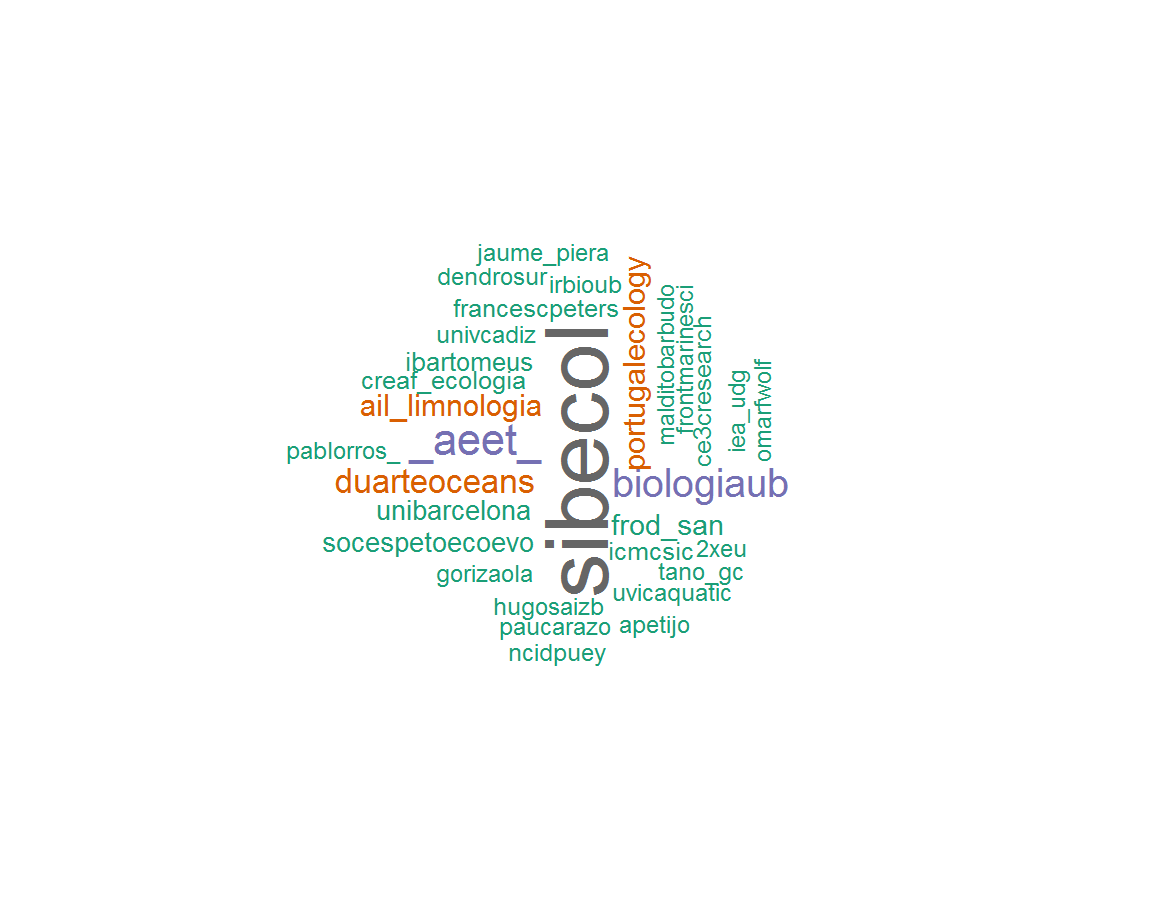 jaume_piera
dendrosur
irbioub
francescpeters
univcadiz
ibartomeus
creaf_ecologia
ail_limnologia
_aeet_
pablorros_
duarteoceans
unibarcelona
socespetoecoevo
gorizaola
hugosaizb
paucarazo
ncidpuey
sibecol
portugalecology
malditobarbudo
frontmarinesci
ce3cresearch
iea_udg
omarfwolf
biologiaub
frod_san
icmcsic
2xeu
tano_gc
uvicaquatic
apetijo